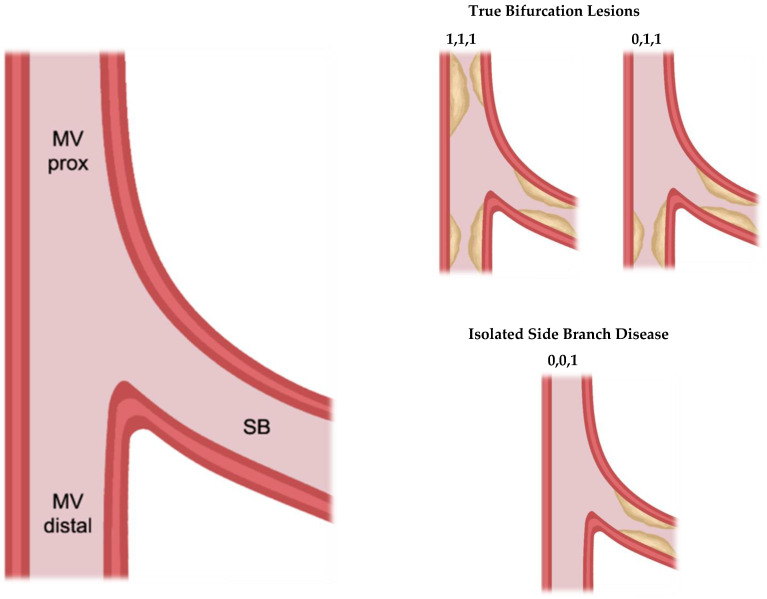 MV
prox
SB
MV
distal
True Bifurcation Lesions
1,1,1
0,1,1
Isolated Side Branch Disease
0,0,1